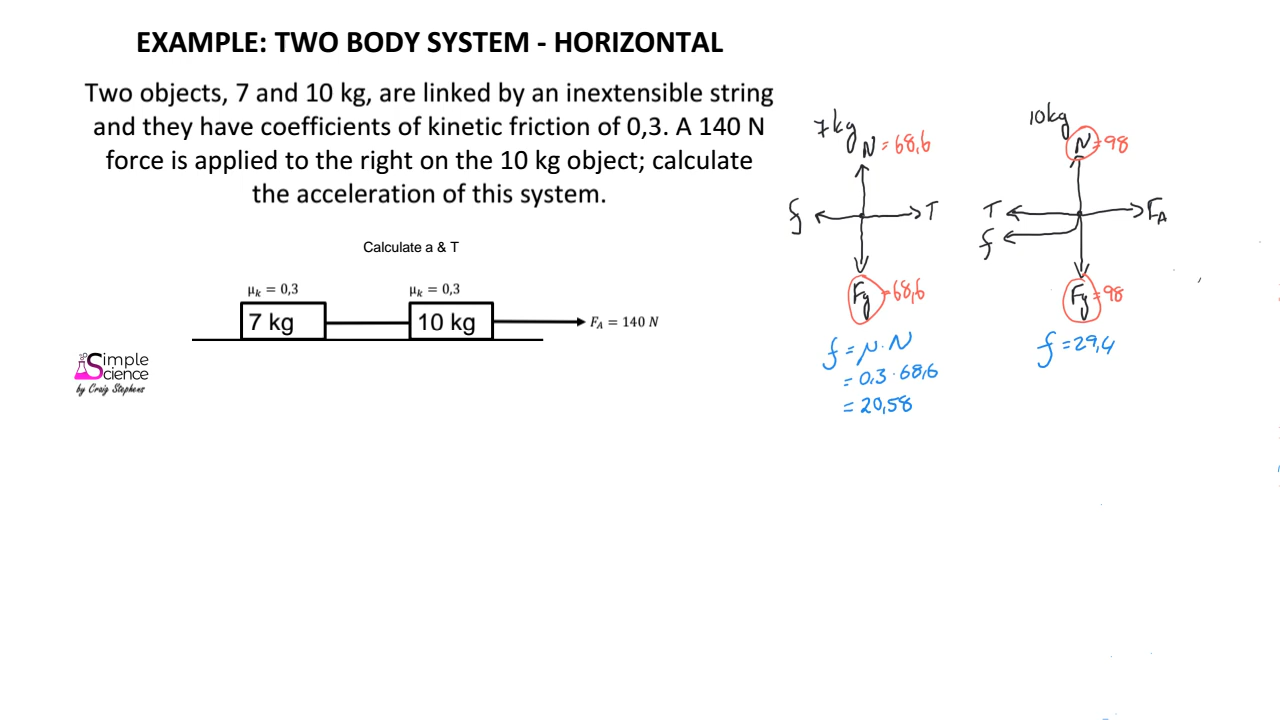 EXAMPLE: TWO BODY SYSTEM - HORIZONTAL
Two objects, 7 and 10 kg, are linked by an inextensible string
and they have coefficients of kinetic friction of 0,3. A 140 N
force is applied to the right on the 10 kg object; calculate
the acceleration of this system.
Calculate a & T
μk = 0,3
μk = 0,3
7 kg
10 kg
FA = 140 N
Simple
Science
by Craig Stephens
7kg
N = 68,6
f
T
Fg = 68,6
f = μ·N
= 0,3 · 68,6
= 20,58
10kg
N = 98
T
FA
f
Fg = 98
f = 29,4